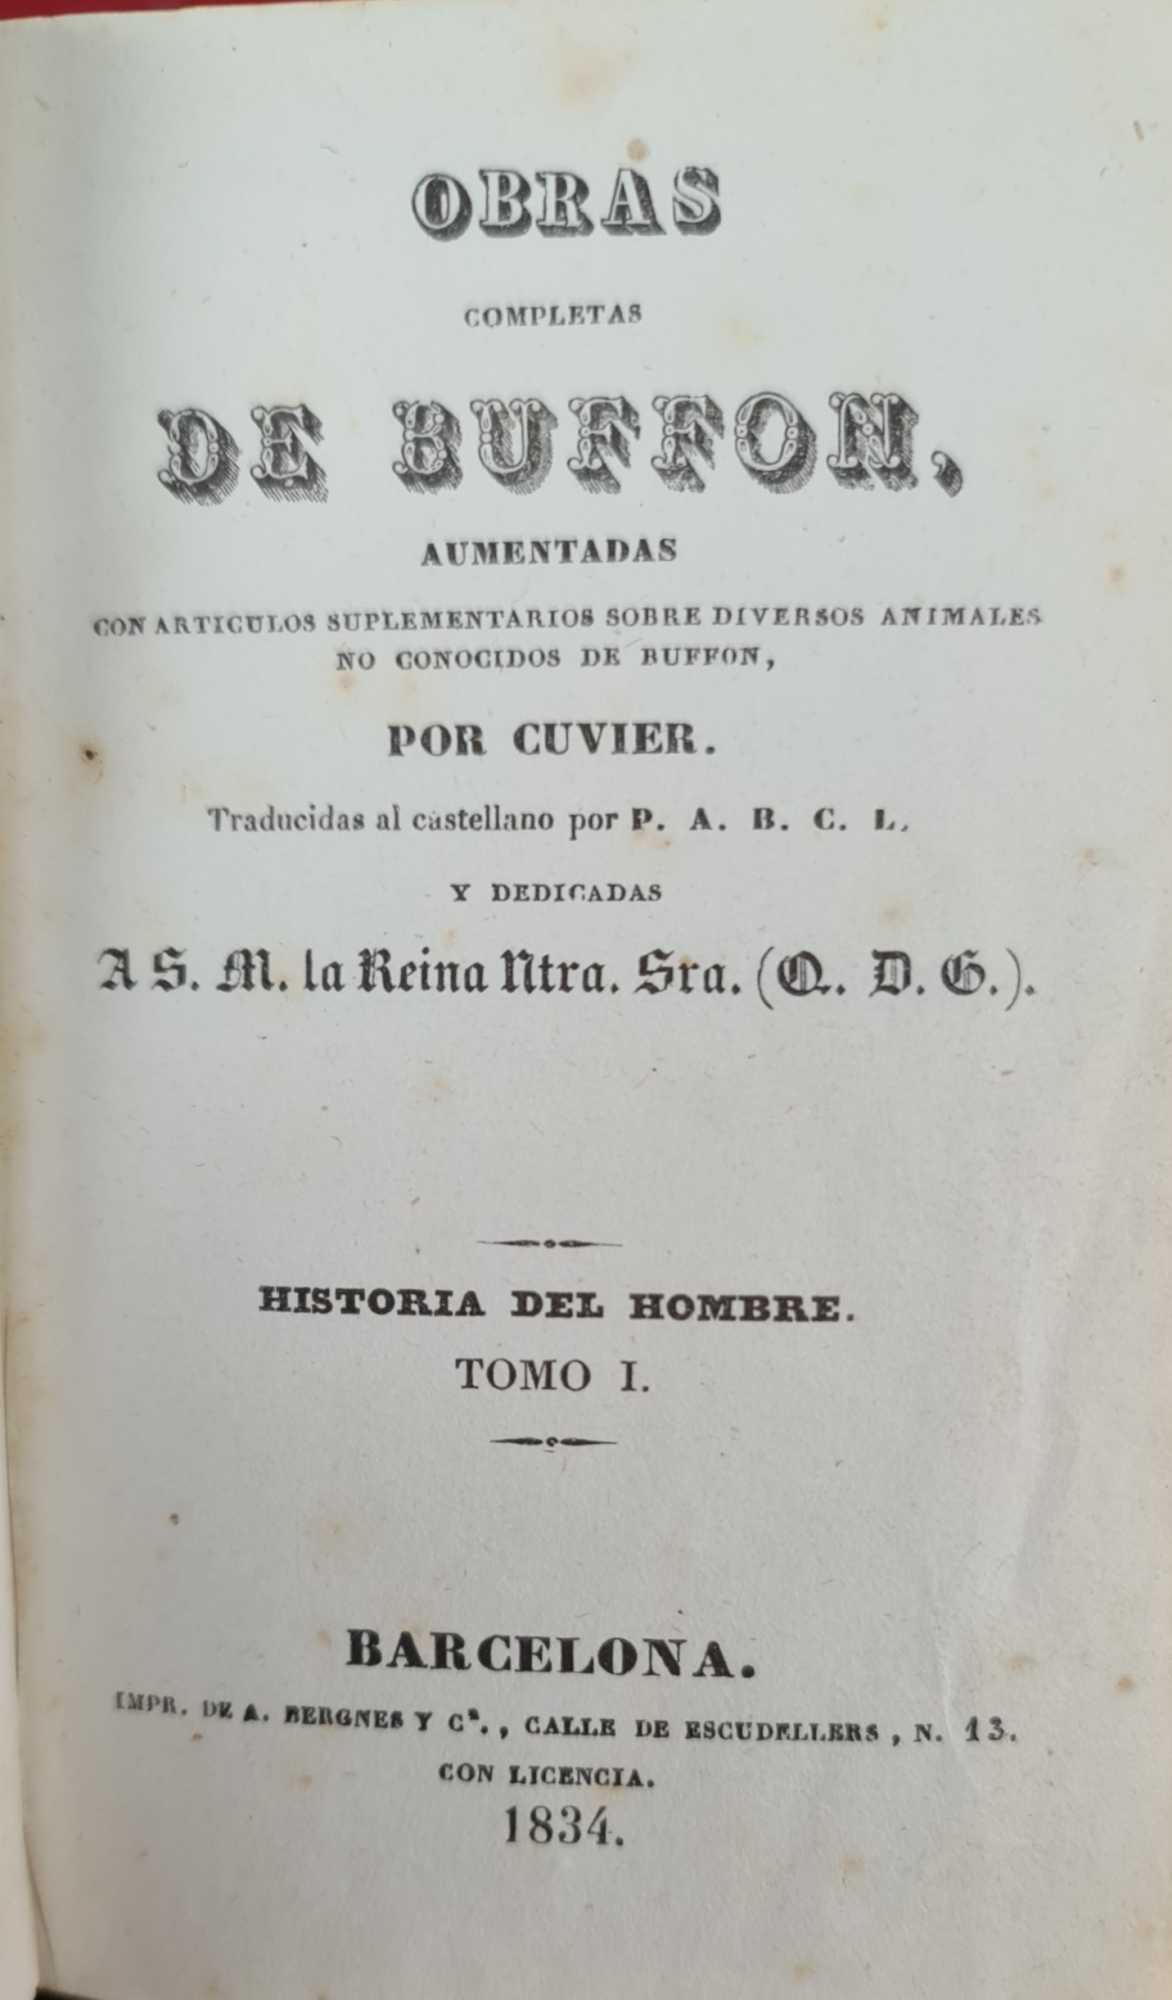 OBRAS
COMPLETAS
DE BUFFON,
AUMENTADAS
CON ARTICULOS SUPLEMENTARIOS SOBRE DIVERSOS ANIMALES
NO CONOCIDOS DE BUFFON,
POR CUVIER.
Traducidas al castellano por P. A. B. C. L.
Y DEDICADAS
A S. M. la Reina Ntra. Sra. (Q. D. G.).
HISTORIA DEL HOMBRE.
TOMO I.
BARCELONA.
IMPR. DE A. BERGNES Y Cª., CALLE DE ESCUDELLERS, N. 13.
CON LICENCIA.
1834.